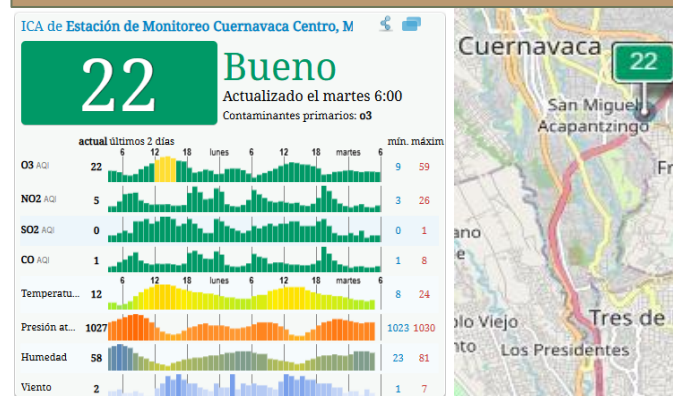 ICA de Estación de Monitoreo Cuernavaca Centro, M
22
Bueno
Actualizado el martes 6:00
Contaminantes primarios: o3
actual últimos 2 días mín. máxim
6 12 18 lunes 6 12 18 martes 6
O3 AQI 22 9 59
NO2 AQI 5 3 26
SO2 AQI 0 0 1
CO AQI 1 1 8
6 12 18 lunes 6 12 18 martes 6
Temperatu... 12 8 24
Presión at... 1027 1023 1030
Humedad 58 23 81
Viento 2 1 7
Cuernavaca
22
San Miguel
Acapantzingo
Fr
ano
e
olo Viejo
nto
Tres de
Los Presidentes